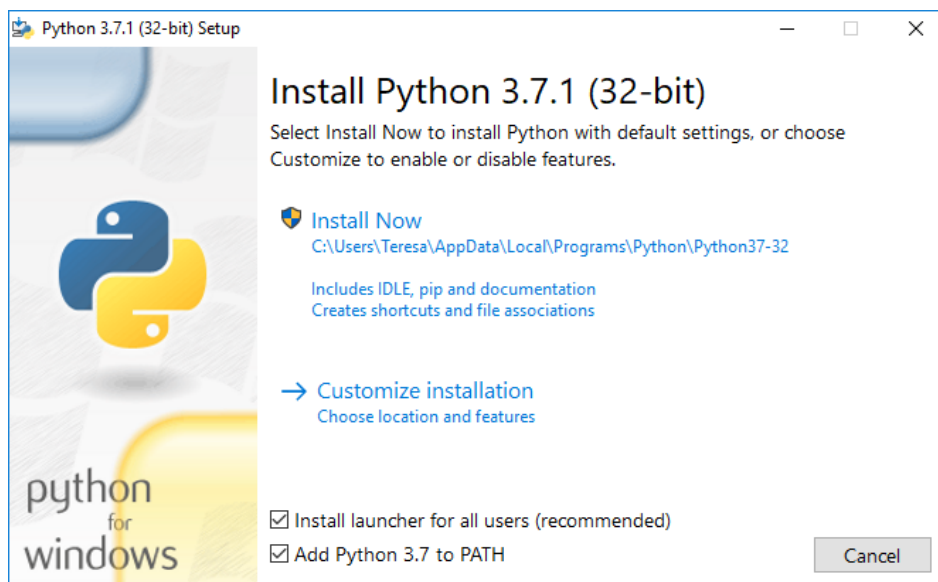 Python 3.7.1 (32-bit) Setup
Install Python 3.7.1 (32-bit)
Select Install Now to install Python with default settings, or choose
Customize to enable or disable features.
Install Now
C:\Users\Teresa\AppData\Local\Programs\Python\Python37-32
Includes IDLE, pip and documentation
Creates shortcuts and file associations
Customize installation
Choose location and features
python
for
windows
Install launcher for all users (recommended)
Add Python 3.7 to PATH
Cancel